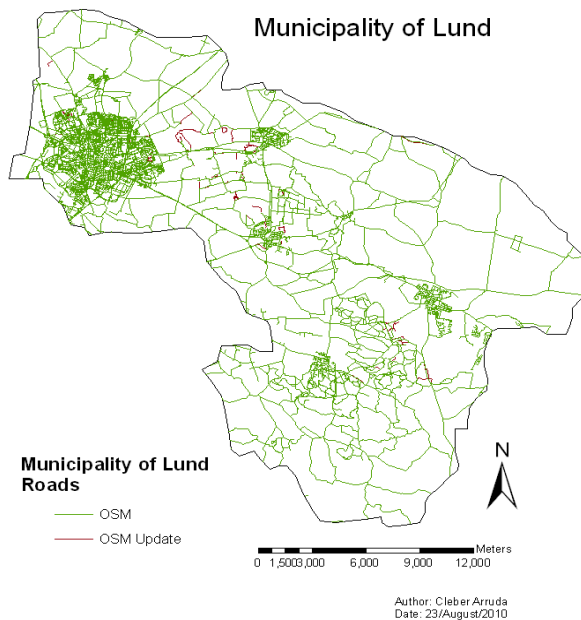 Municipality of Lund
Municipality of Lund
Roads
OSM
OSM Update
N
Meters
0 1,500 3,000 6,000 9,000 12,000
Author: Cleber Arruda
Date: 23/August/2010